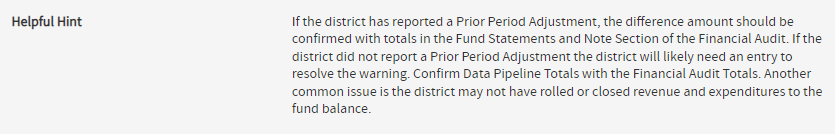 Helpful Hint
If the district has reported a Prior Period Adjustment, the difference amount should be
confirmed with totals in the Fund Statements and Note Section of the Financial Audit. If the
district did not report a Prior Period Adjustment the district will likely need an entry to
resolve the warning. Confirm Data Pipeline Totals with the Financial Audit Totals. Another
common issue is the district may not have rolled or closed revenue and expenditures to the
fund balance.